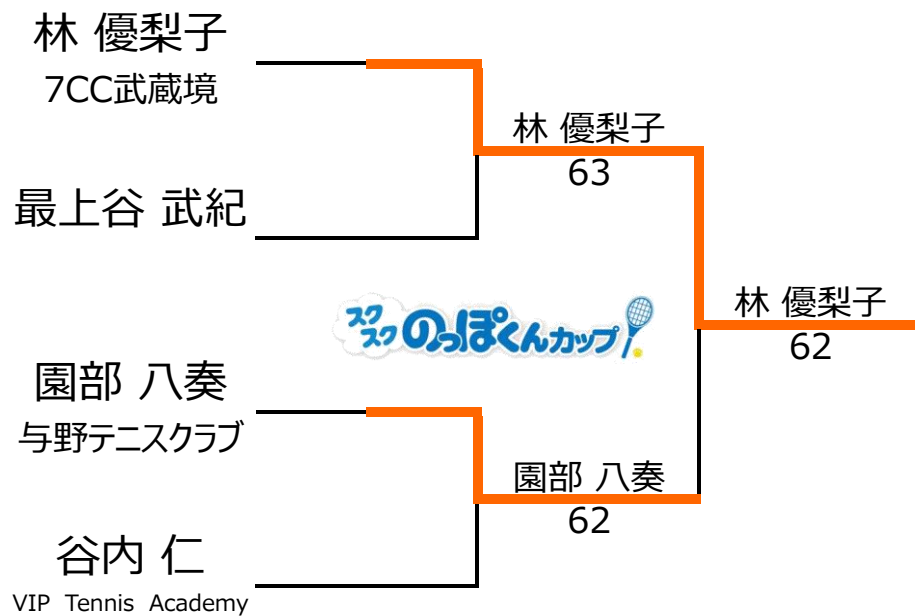 林 優梨子
7CC武蔵境
林 優梨子
63
最上谷 武紀
スクスク のっぽくんカップ
林 優梨子
62
園部 八奏
与野テニスクラブ
園部 八奏
62
谷内 仁
VIP Tennis Academy